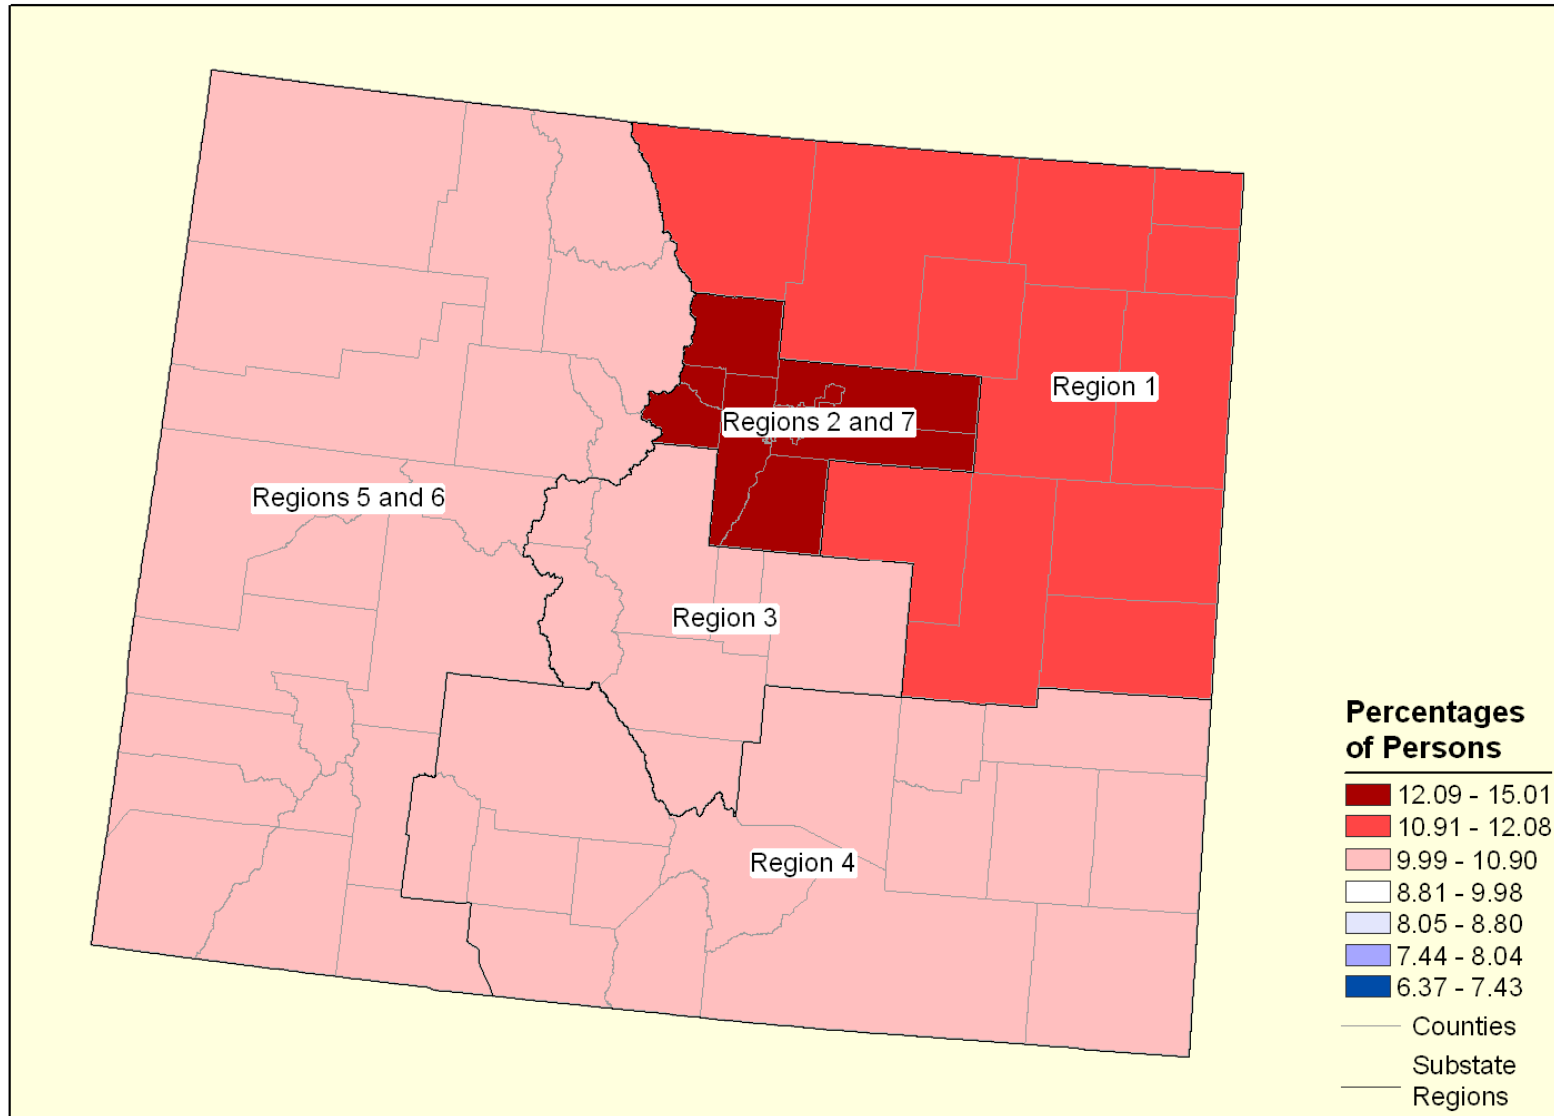 Region 1
Regions 2 and 7
Regions 5 and 6
Region 3
Region 4
Percentages
of Persons
12.09 - 15.01
10.91 - 12.08
9.99 - 10.90
8.81 - 9.98
8.05 - 8.80
7.44 - 8.04
6.37 - 7.43
Counties
Substate
Regions